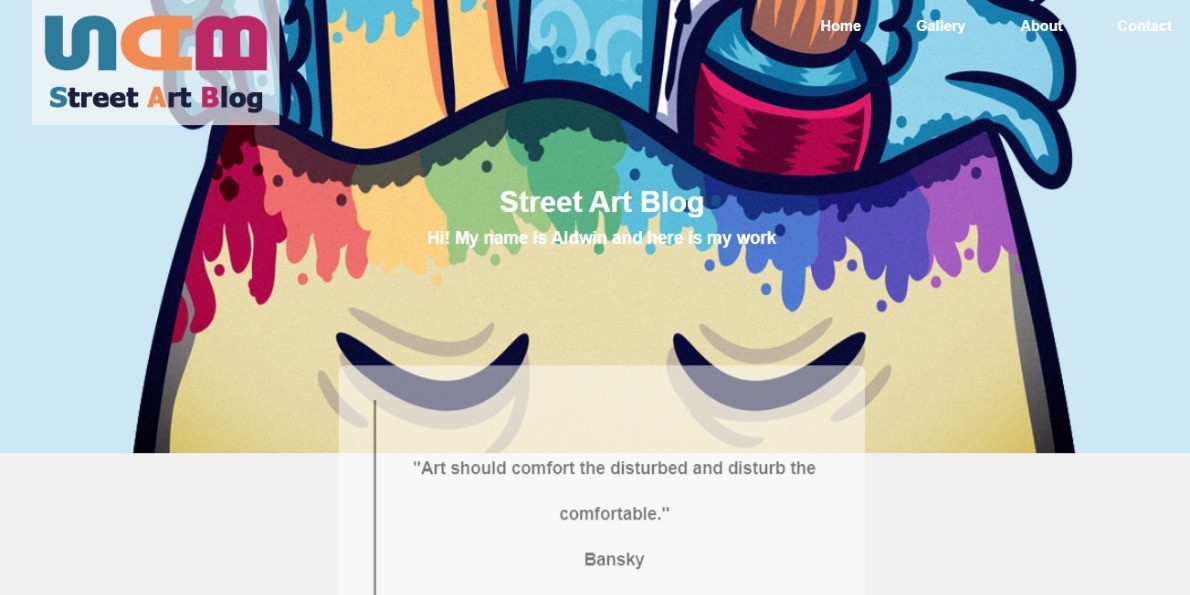 Home Gallery About Contact
Street Art Blog
Street Art Blog
Hi! My name is Aldwin and here is my work
"Art should comfort the disturbed and disturb the
comfortable."
Bansky